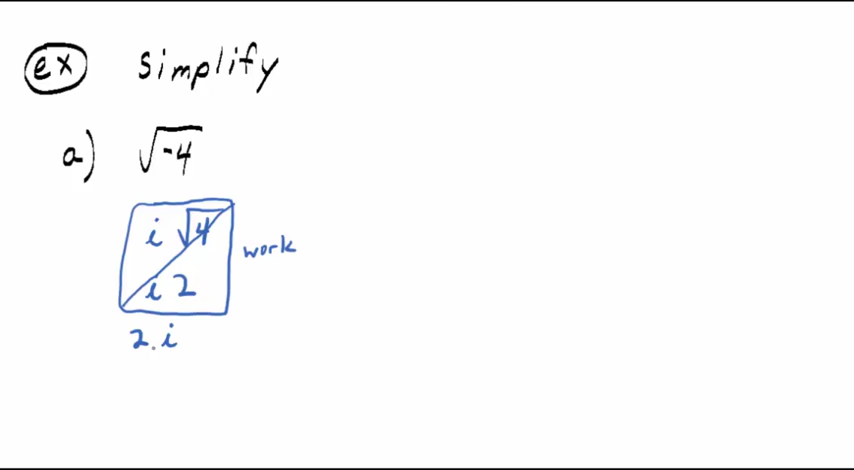 ex simplify
a) √-4
i √4
work
i 2
2.i